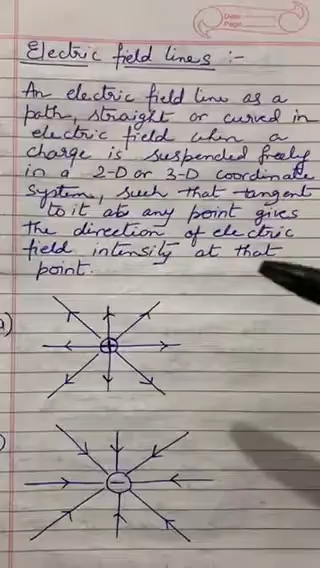 Date:
Page:
Electric field lines :-
An electric field line as a
path, straight or curved in
electric field when a
charge is suspended freely
in a 2-D or 3-D coordinate
system, such that tangent
to it at any point gives
the direction of electric
field intensity at that
point.
a)
+
)
−